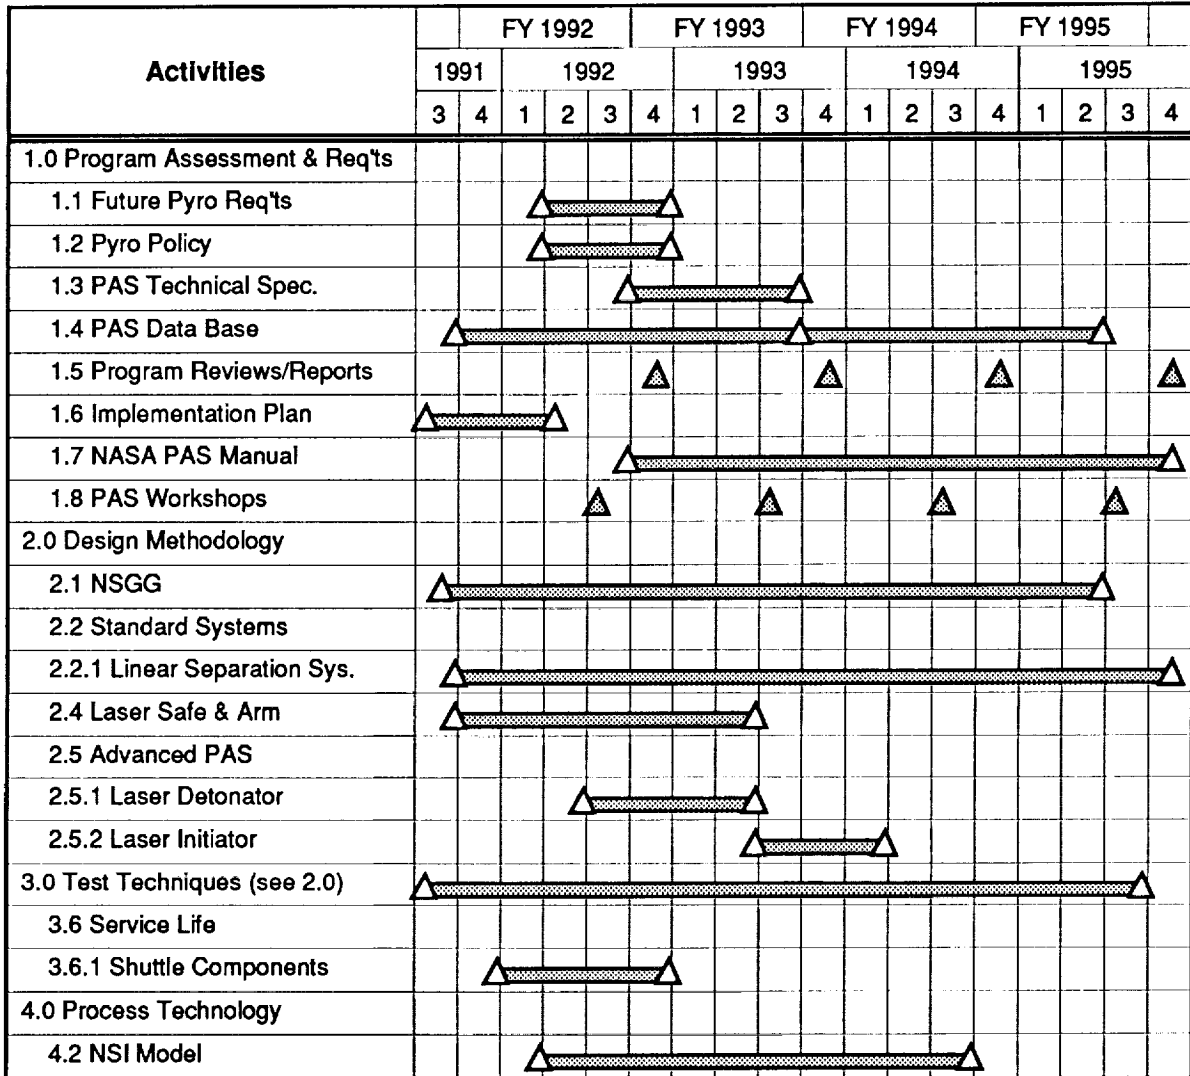 FY 1992 FY 1993 FY 1994 FY 1995
Activities 1991 1992 1993 1994 1995
3 4 1 2 3 4 1 2 3 4 1 2 3 4 1 2 3 4
1.0 Program Assessment & Req'ts
1.1 Future Pyro Req'ts
1.2 Pyro Policy
1.3 PAS Technical Spec.
1.4 PAS Data Base
1.5 Program Reviews/Reports
1.6 Implementation Plan
1.7 NASA PAS Manual
1.8 PAS Workshops
2.0 Design Methodology
2.1 NSGG
2.2 Standard Systems
2.2.1 Linear Separation Sys.
2.4 Laser Safe & Arm
2.5 Advanced PAS
2.5.1 Laser Detonator
2.5.2 Laser Initiator
3.0 Test Techniques (see 2.0)
3.6 Service Life
3.6.1 Shuttle Components
4.0 Process Technology
4.2 NSI Model